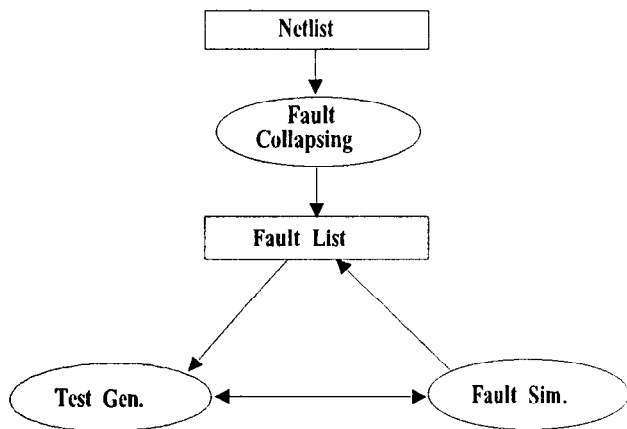 Netlist
Fault
Collapsing
Fault List
Test Gen.
Fault Sim.